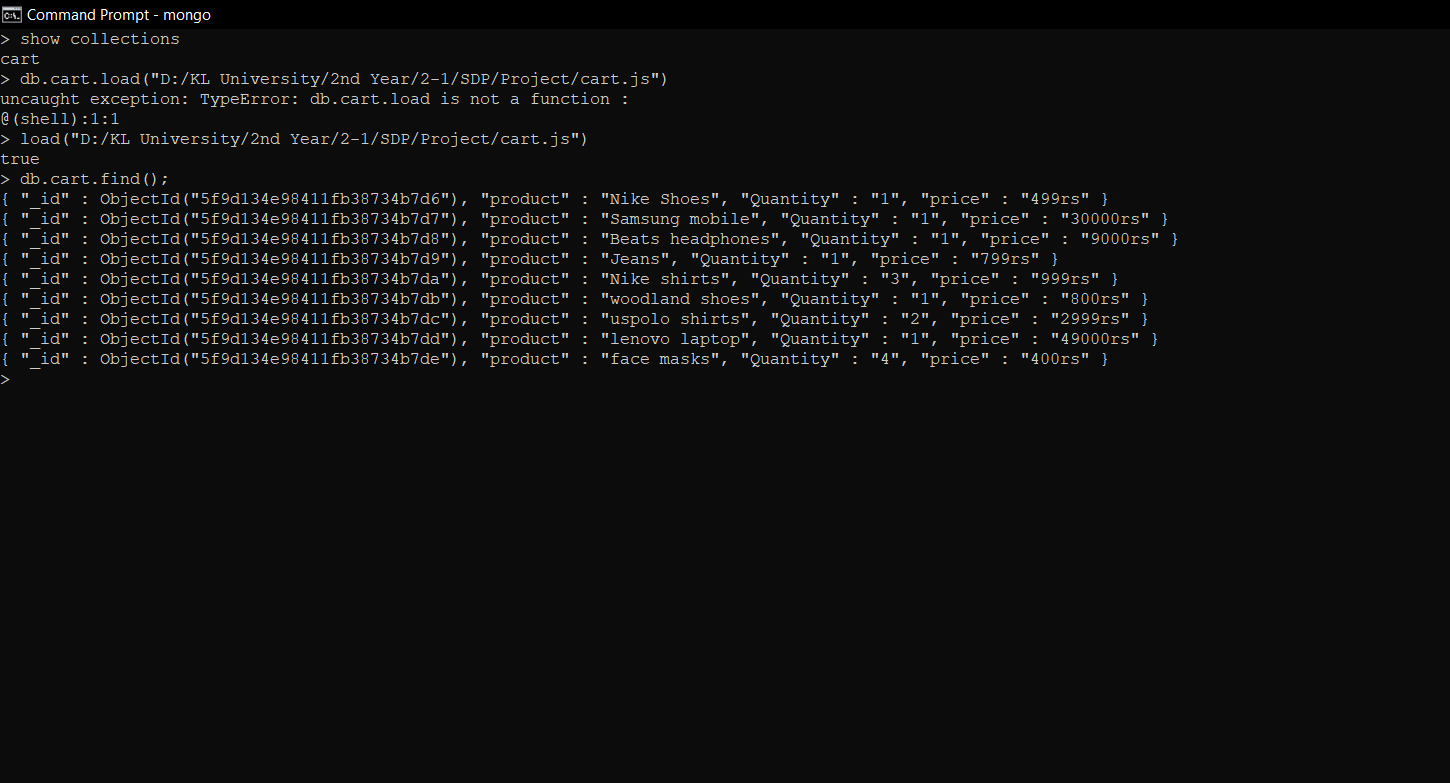 Command Prompt - mongo
> show collections
cart
> db.cart.load("D:/KL University/2nd Year/2-1/SDP/Project/cart.js")
uncaught exception: TypeError: db.cart.load is not a function :
@(shell):1:1
> load("D:/KL University/2nd Year/2-1/SDP/Project/cart.js")
true
> db.cart.find();
{ "_id" : ObjectId("5f9d134e98411fb38734b7d6"), "product" : "Nike Shoes", "Quantity" : "1", "price" : "499rs" }
{ "_id" : ObjectId("5f9d134e98411fb38734b7d7"), "product" : "Samsung mobile", "Quantity" : "1", "price" : "30000rs" }
{ "_id" : ObjectId("5f9d134e98411fb38734b7d8"), "product" : "Beats headphones", "Quantity" : "1", "price" : "9000rs" }
{ "_id" : ObjectId("5f9d134e98411fb38734b7d9"), "product" : "Jeans", "Quantity" : "1", "price" : "799rs" }
{ "_id" : ObjectId("5f9d134e98411fb38734b7da"), "product" : "Nike shirts", "Quantity" : "3", "price" : "999rs" }
{ "_id" : ObjectId("5f9d134e98411fb38734b7db"), "product" : "woodland shoes", "Quantity" : "1", "price" : "800rs" }
{ "_id" : ObjectId("5f9d134e98411fb38734b7dc"), "product" : "uspolo shirts", "Quantity" : "2", "price" : "2999rs" }
{ "_id" : ObjectId("5f9d134e98411fb38734b7dd"), "product" : "lenovo laptop", "Quantity" : "1", "price" : "49000rs" }
{ "_id" : ObjectId("5f9d134e98411fb38734b7de"), "product" : "face masks", "Quantity" : "4", "price" : "400rs" }
>